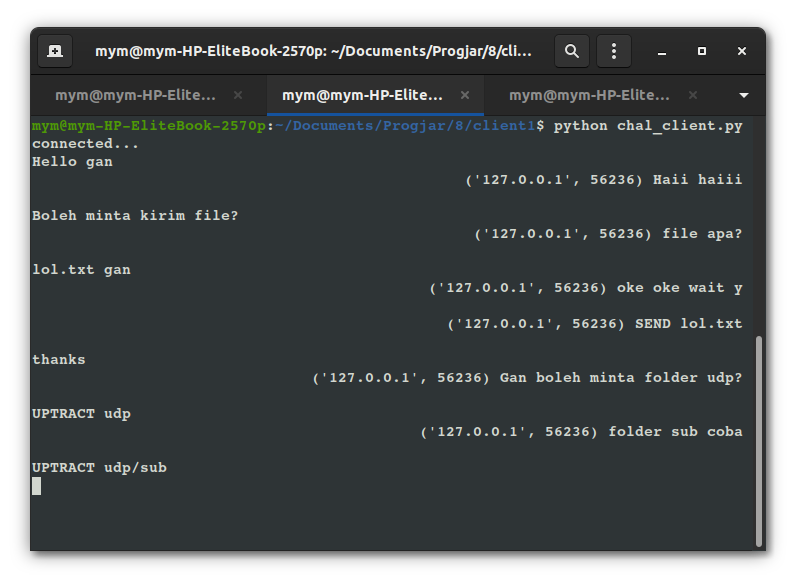 mym@mym-HP-EliteBook-2570p: ~/Documents/Progjar/8/cli...
mym@mym-HP-Elite... mym@mym-HP-Elite... mym@mym-HP-Elite...
mym@mym-HP-EliteBook-2570p:~/Documents/Progjar/8/client1$ python chal_client.py
connected...
Hello gan
('127.0.0.1', 56236) Haii haiii
Boleh minta kirim file?
('127.0.0.1', 56236) file apa?
lol.txt gan
('127.0.0.1', 56236) oke oke wait y
('127.0.0.1', 56236) SEND lol.txt
thanks
('127.0.0.1', 56236) Gan boleh minta folder udp?
UPTRACT udp
('127.0.0.1', 56236) folder sub coba
UPTRACT udp/sub